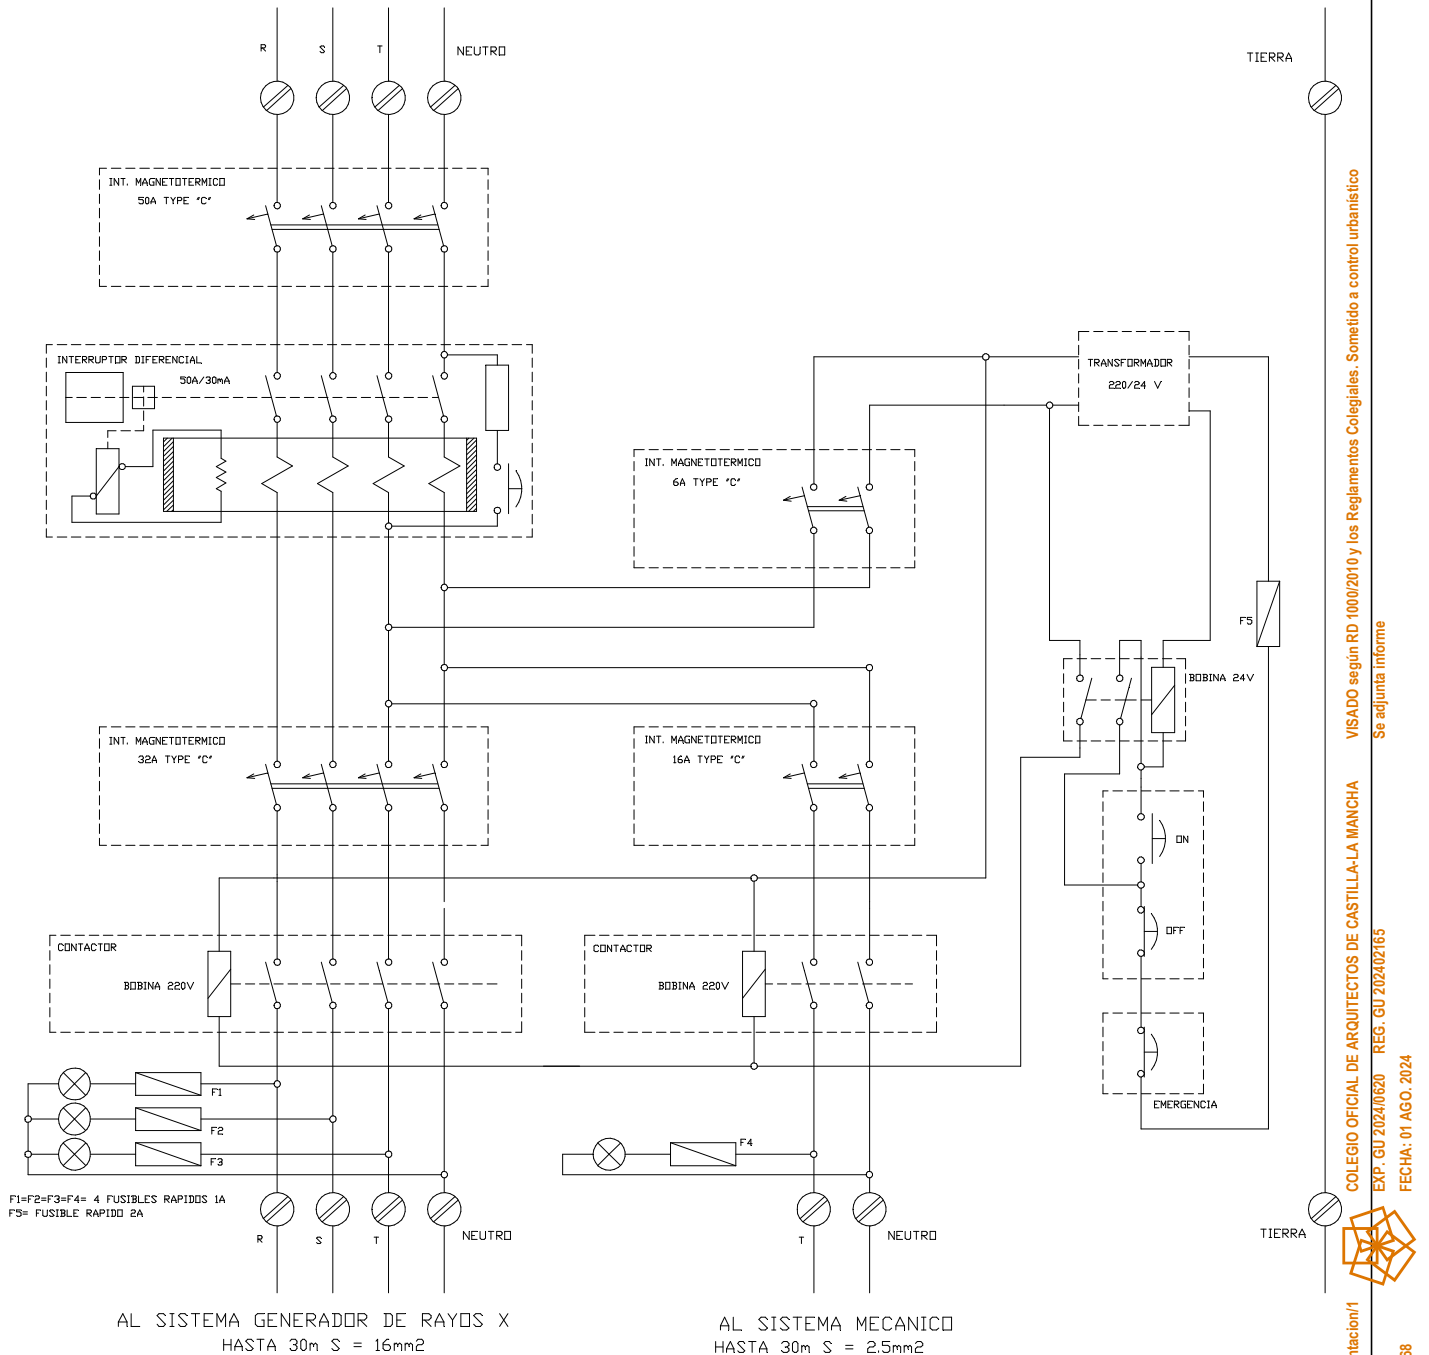 R
S
T
NEUTRO
TIERRA
INT. MAGNETOTERMICO
50A TYPE "C"
INTERRUPTOR DIFERENCIAL
50A/30mA
TRANSFORMADOR
220/24 V
INT. MAGNETOTERMICO
6A TYPE "C"
F5
BOBINA 24V
INT. MAGNETOTERMICO
32A TYPE "C"
INT. MAGNETOTERMICO
16A TYPE "C"
ON
OFF
CONTACTOR
BOBINA 220V
CONTACTOR
BOBINA 220V
EMERGENCIA
F1
F2
F3
F4
F1=F2=F3=F4= 4 FUSIBLES RAPIDOS 1A
F5= FUSIBLE RAPIDO 2A
R
S
T
NEUTRO
T
NEUTRO
TIERRA
AL SISTEMA GENERADOR DE RAYOS X
HASTA 30m S = 16mm2
AL SISTEMA MECANICO
HASTA 30m S = 2.5mm2
COLEGIO OFICIAL DE ARQUITECTOS DE CASTILLA-LA MANCHA VISADO según RD 1000/2010 y los Reglamentos Colegiales. Sometido a control urbanístico
EXP. GU 2024/0620 REG. GU 202402165 Se adjunta informe
FECHA: 01 AGO. 2024
ntacion/1
68